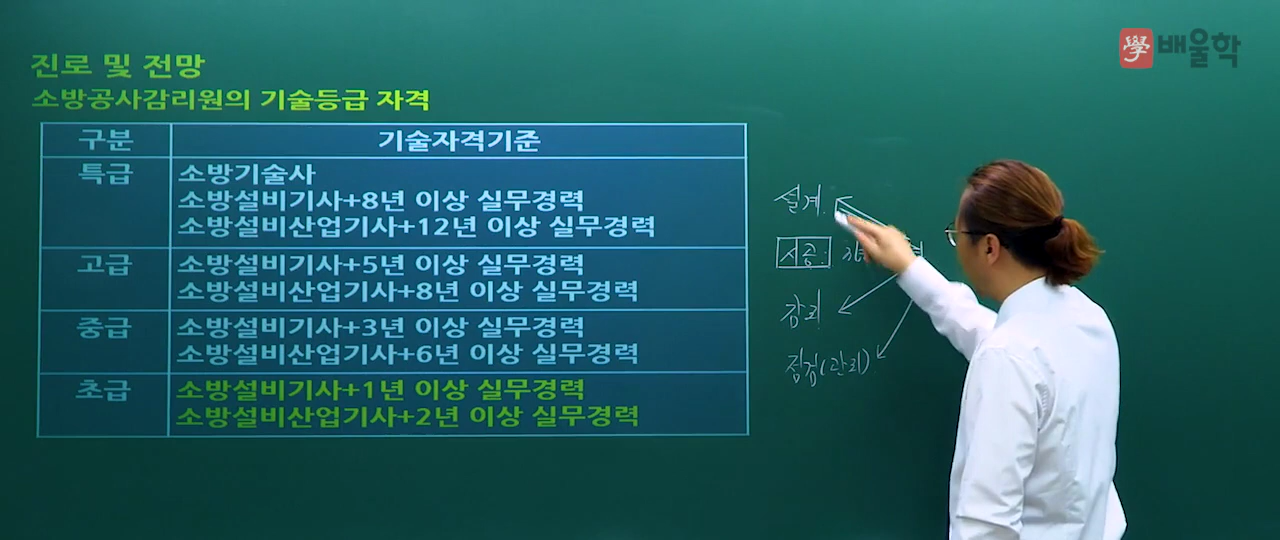 學 배울학
진로 및 전망
소방공사감리원의 기술등급 자격
구분 기술자격기준
특급 소방기술사
소방설비기사+8년 이상 실무경력
소방설비산업기사+12년 이상 실무경력
고급 소방설비기사+5년 이상 실무경력
소방설비산업기사+8년 이상 실무경력
중급 소방설비기사+3년 이상 실무경력
소방설비산업기사+6년 이상 실무경력
초급 소방설비기사+1년 이상 실무경력
소방설비산업기사+2년 이상 실무경력
설계
시공:
감리
점검(관리)